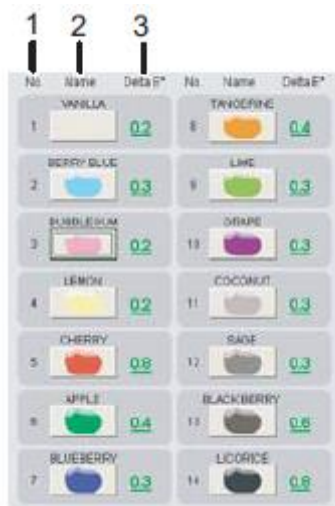 1 2 3
No. Name Delta E* No. Name Delta E*
VANILLA TANGERINE
1 0.2 8 0.4
BERRY BLUE LIME
2 0.3 9 0.3
BUBBLEGUM GRAPE
3 0.2 10 0.3
LEMON COCONUT
4 0.2 11 0.3
CHERRY SAGE
5 0.8 12 0.3
APPLE BLACKBERRY
6 0.4 13 0.6
BLUEBERRY LICORICE
7 0.3 14 0.8